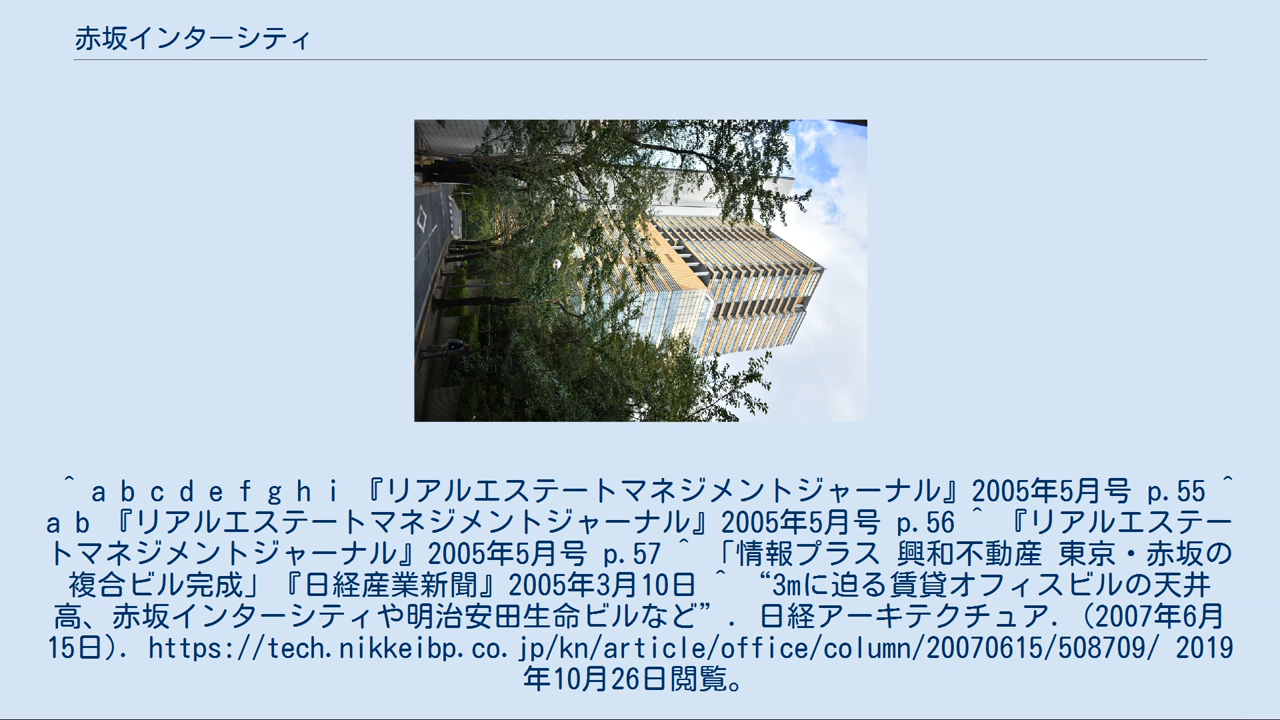 赤坂インターシティ
＾ a b c d e f g h i 『リアルエステートマネジメントジャーナル』2005年5月号 p.55 ＾
a b 『リアルエステートマネジメントジャーナル』2005年5月号 p.56 ＾ 『リアルエステー
トマネジメントジャーナル』2005年5月号 p.57 ＾ 「情報プラス 興和不動産 東京・赤坂の
複合ビル完成」『日経産業新聞』2005年3月10日 ＾ “3mに迫る賃貸オフィスビルの天井
高、赤坂インターシティや明治安田生命ビルなど”. 日経アーキテクチュア. (2007年6月
15日). https://tech.nikkeibp.co.jp/kn/article/office/column/20070615/508709/ 2019
年10月26日閲覧。